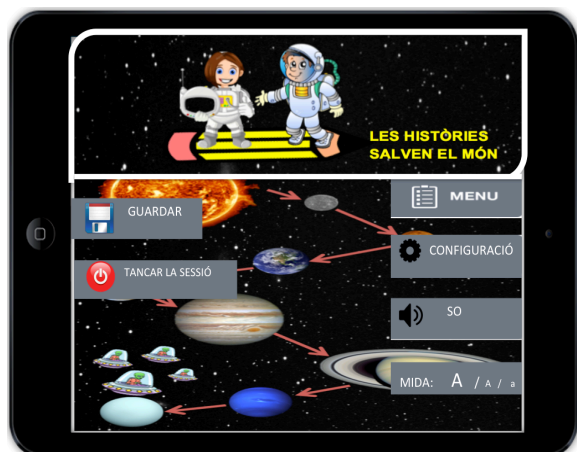 LES HISTÒRIES
SALVEN EL MÓN
MENU
GUARDAR
CONFIGURACIÓ
TANCAR LA SESSIÓ
SO
MIDA: A / A / a